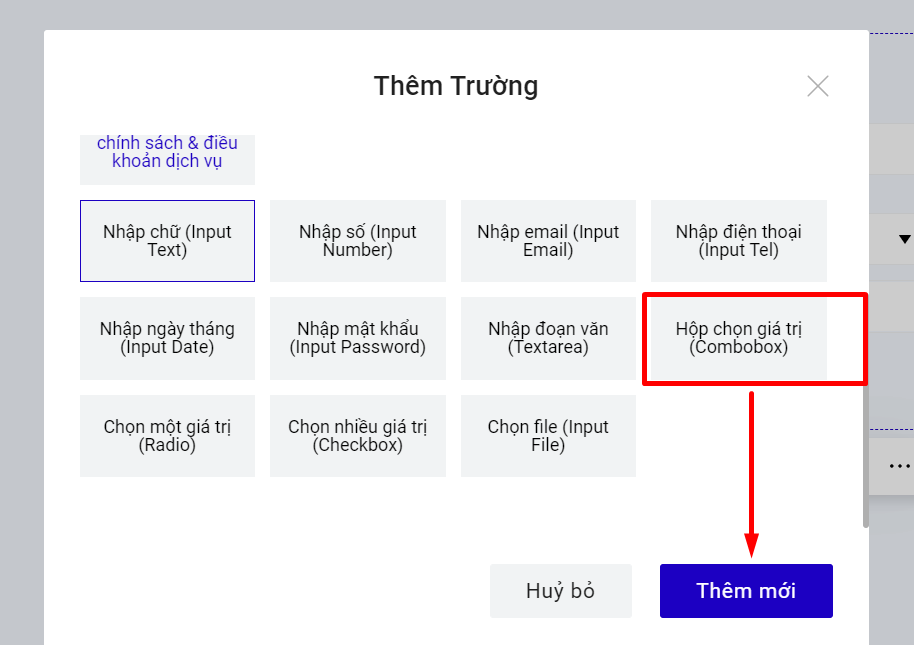 Thêm Trường
chính sách & điều
khoản dịch vụ
Nhập chữ (Input
Text)
Nhập số (Input
Number)
Nhập email (Input
Email)
Nhập điện thoại
(Input Tel)
Nhập ngày tháng
(Input Date)
Nhập mật khẩu
(Input Password)
Nhập đoạn văn
(Textarea)
Hộp chọn giá trị
(Combobox)
Chọn một giá trị
(Radio)
Chọn nhiều giá trị
(Checkbox)
Chọn file (Input
File)
Huỷ bỏ
Thêm mới